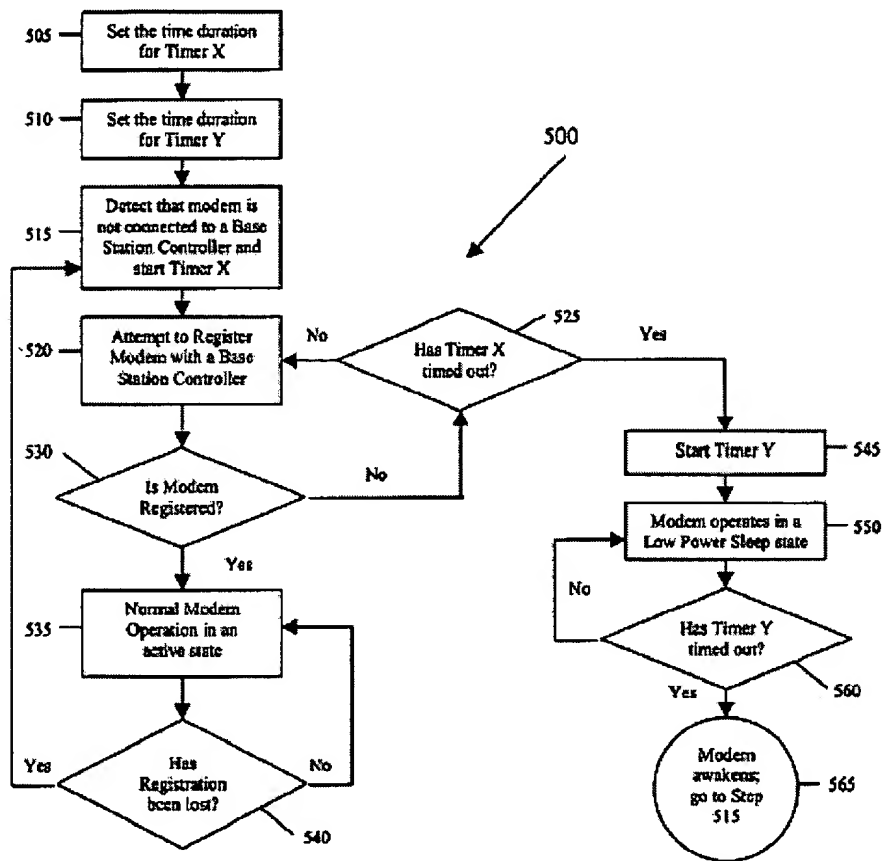 505
Set the time duration
for Timer X
510
Set the time duration
for Timer Y
500
515
Detect that modem is
not connected to a Base
Station Controller and
start Timer X
520
Attempt to Register
Modem with a Base
Station Controller
No
Has Timer X
timed out?
525
Yes
530
Is Modem
Registered?
No
Yes
Start Timer Y
545
Modem operates in a
Low Power Sleep state
550
No
Has Timer Y
timed out?
560
Yes
535
Normal Modem
Operation in an
active state
Yes
Has
Registration
been lost?
No
540
Modem
awakens;
go to Step
515
565